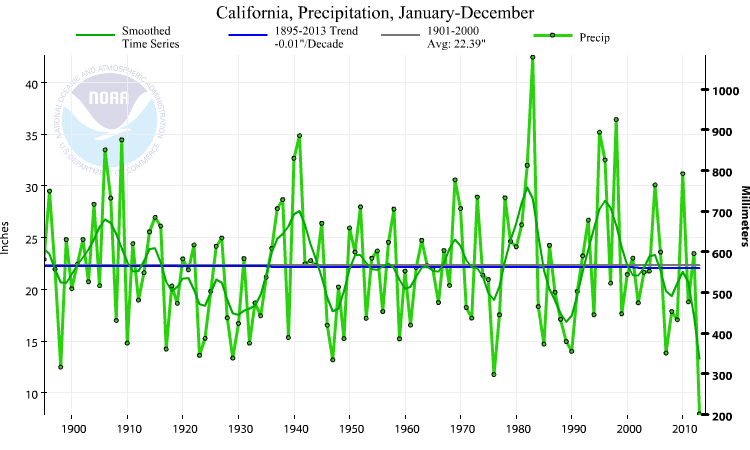 California, Precipitation, January-December
Smoothed
Time Series
1895-2013 Trend
-0.01"/Decade
1901-2000
Avg: 22.39"
Precip
NATIONAL OCEANIC AND ATMOSPHERIC ADMINISTRATION
NOAA
U.S. DEPARTMENT OF COMMERCE
Inches
40
35
30
25
20
15
10
Millimeters
1000
900
800
700
600
500
400
300
200
1900
1910
1920
1930
1940
1950
1960
1970
1980
1990
2000
2010